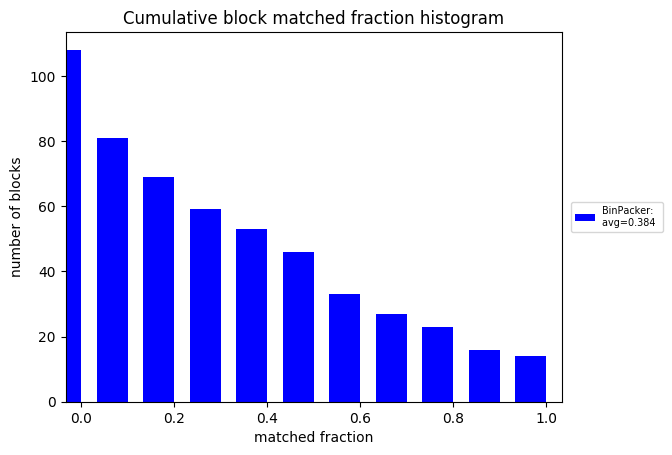 Cumulative block matched fraction histogram
number of blocks
100
80
60
40
20
0
0.0 0.2 0.4 0.6 0.8 1.0
matched fraction
BinPacker:
avg=0.384